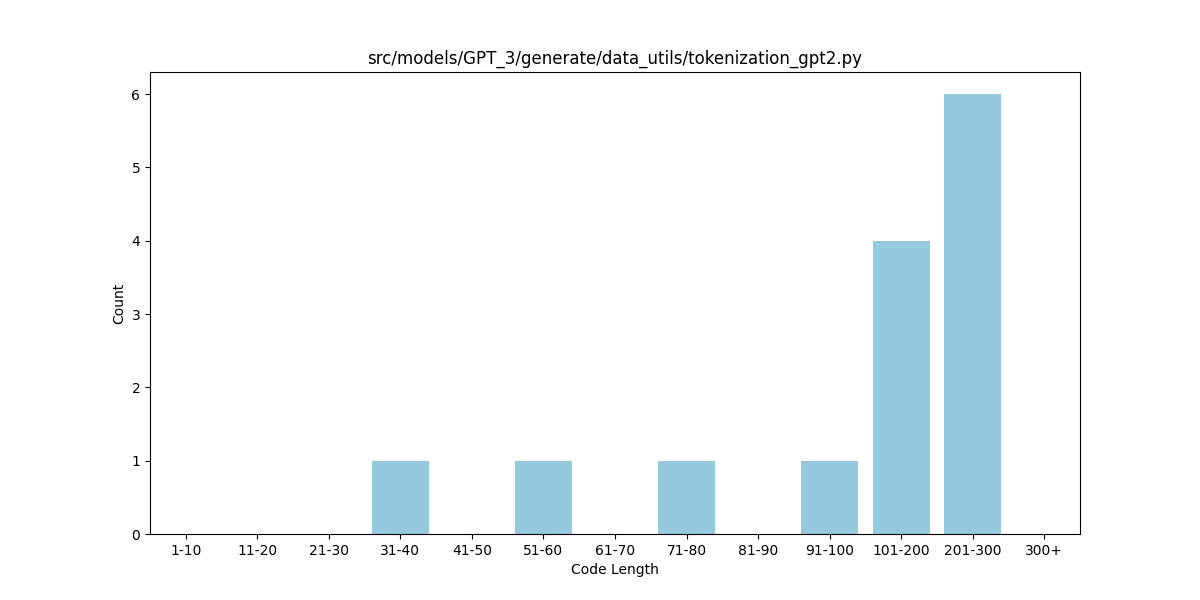 src/models/GPT_3/generate/data_utils/tokenization_gpt2.py
6
5
4
3
2
1
0
Count
1-10 11-20 21-30 31-40 41-50 51-60 61-70 71-80 81-90 91-100 101-200 201-300 300+
Code Length